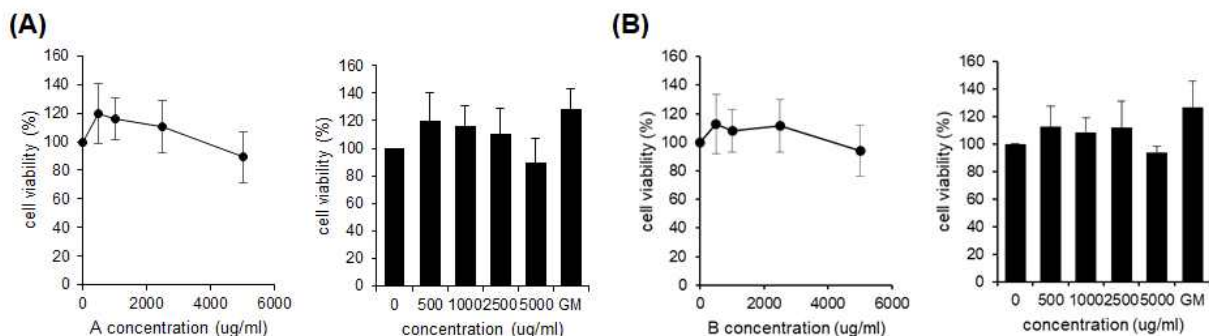 (A)
cell viability (%)
160
140
120
100
80
60
40
20
0
0 2000 4000 6000
A concentration (ug/ml)
cell viability (%)
160
140
120
100
80
60
40
20
0
0 500 1000 2500 5000 GM
concentration (ug/ml)
(B)
cell viability (%)
160
140
120
100
80
60
40
20
0
0 2000 4000 6000
B concentration (ug/ml)
cell viability (%)
160
140
120
100
80
60
40
20
0
0 500 1000 2500 5000 GM
concentration (ug/ml)